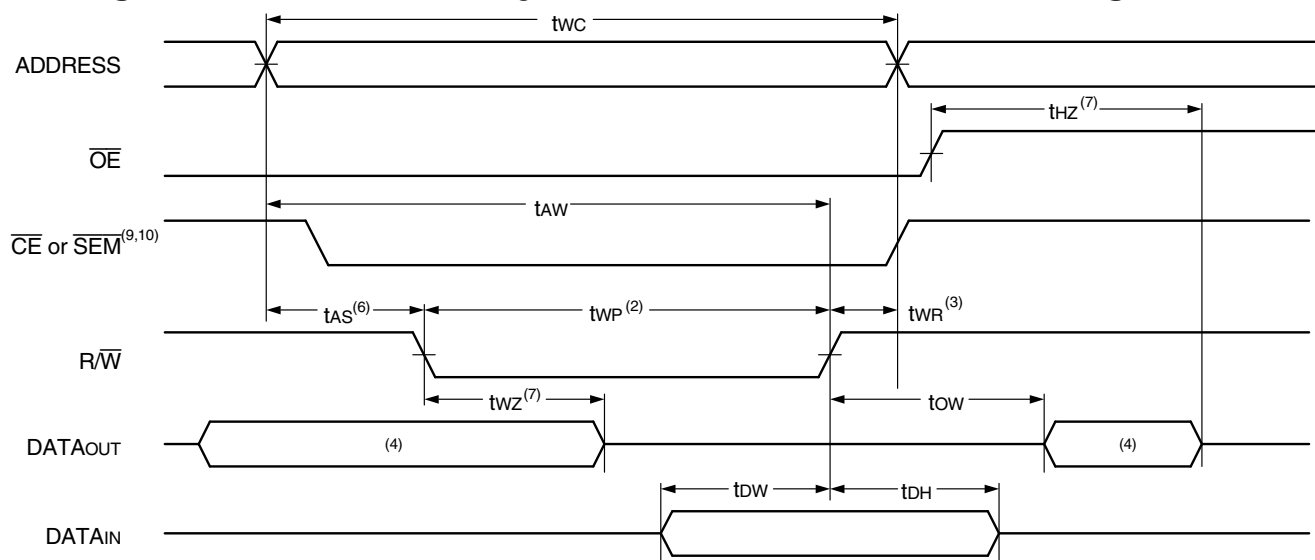 twc
ADDRESS
tHZ(7)
OE
tAW
CE or SEM(9,10)
tAS(6) tWP(2) tWR(3)
R/W
tWZ(7) tOW
DATAOUT (4) (4)
tDW tDH
DATAIN